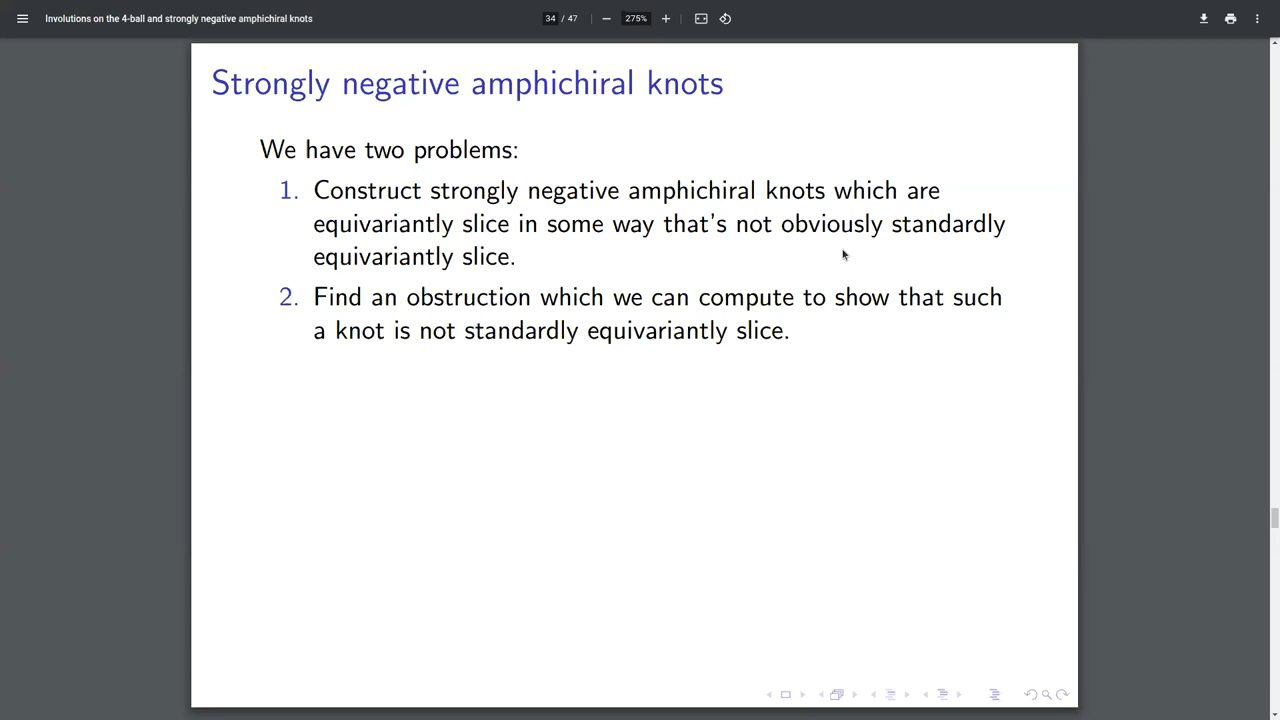 Involutions on the 4-ball and strongly negative amphichiral knots
34 / 47
275%
Strongly negative amphichiral knots
We have two problems:
1. Construct strongly negative amphichiral knots which are
equivariantly slice in some way that's not obviously standardly
equivariantly slice.
2. Find an obstruction which we can compute to show that such
a knot is not standardly equivariantly slice.